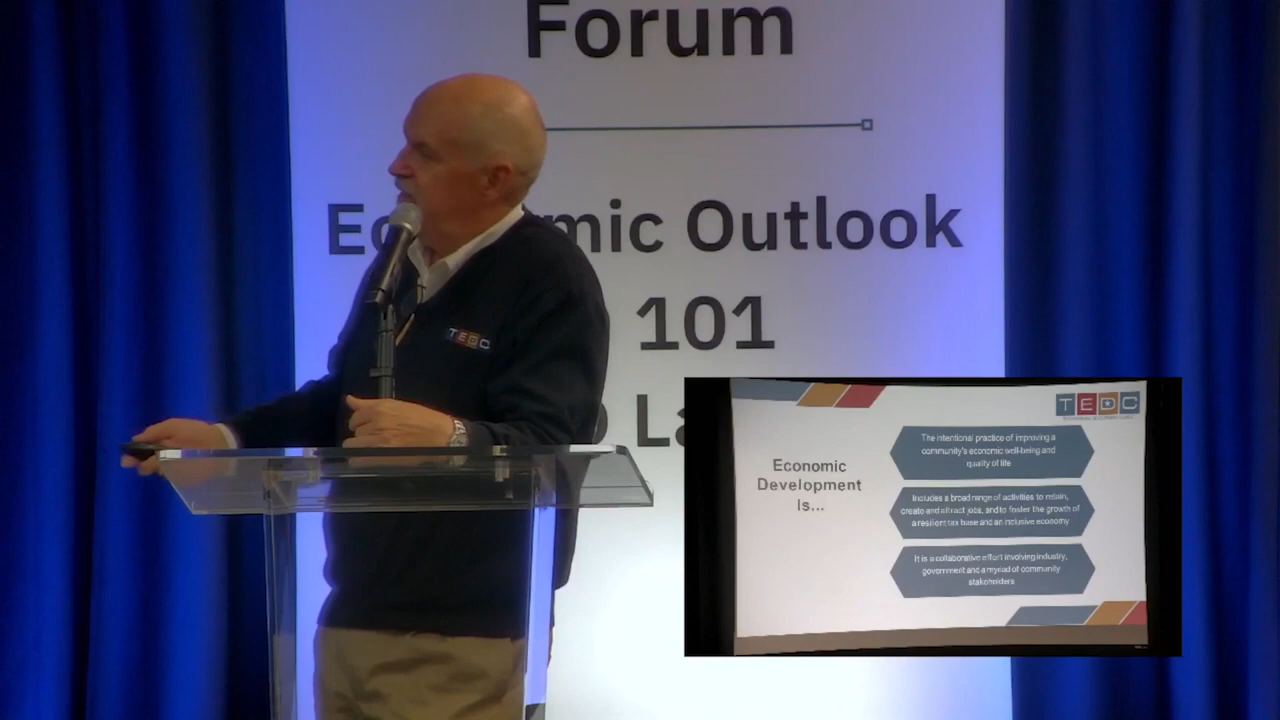 Forum
Economic Outlook
101
D La
TEDC
TEDC
Economic
Development
Is...
The intentional practice of improving a
community's economic well-being and
quality of life
Includes a broad range of activities to retain,
create and attract jobs, and to foster the growth of
a resilient tax base and an inclusive economy
It is a collaborative effort involving industry,
government and a myriad of community
stakeholders